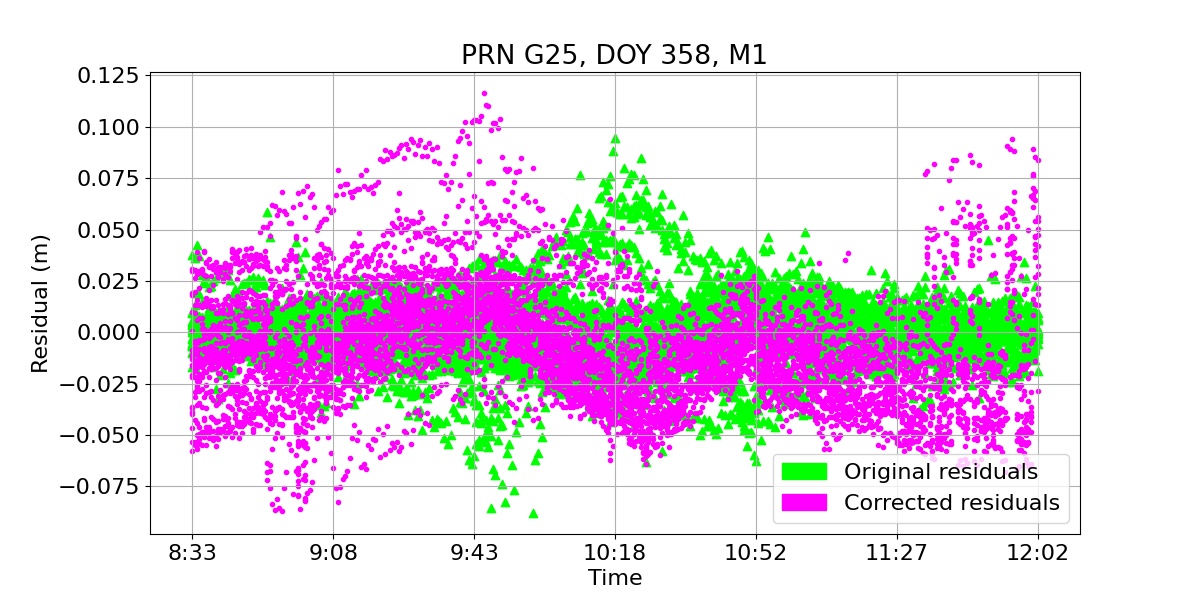 PRN G25, DOY 358, M1
0.125
0.100
0.075
0.050
0.025
0.000
−0.025
−0.050
−0.075
Residual (m)
8:33 9:08 9:43 10:18 10:52 11:27 12:02
Time
Original residuals
Corrected residuals